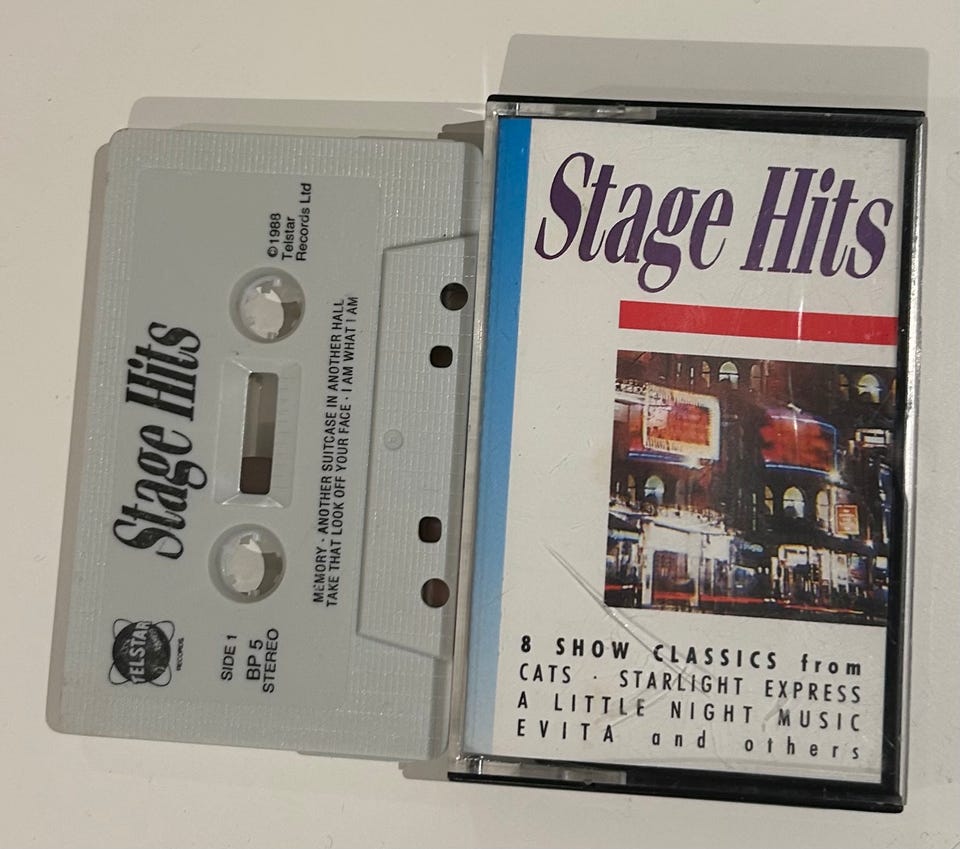 Stage Hits
©1988
Telstar
Records Ltd
MEMORY · ANOTHER SUITCASE IN ANOTHER HALL
TAKE THAT LOOK OFF YOUR FACE · I AM WHAT I AM
TELSTAR
RECORDS
SIDE 1
BP 5
STEREO
Stage Hits
8 SHOW CLASSICS from
CATS · STARLIGHT EXPRESS
A LITTLE NIGHT MUSIC
EVITA and others